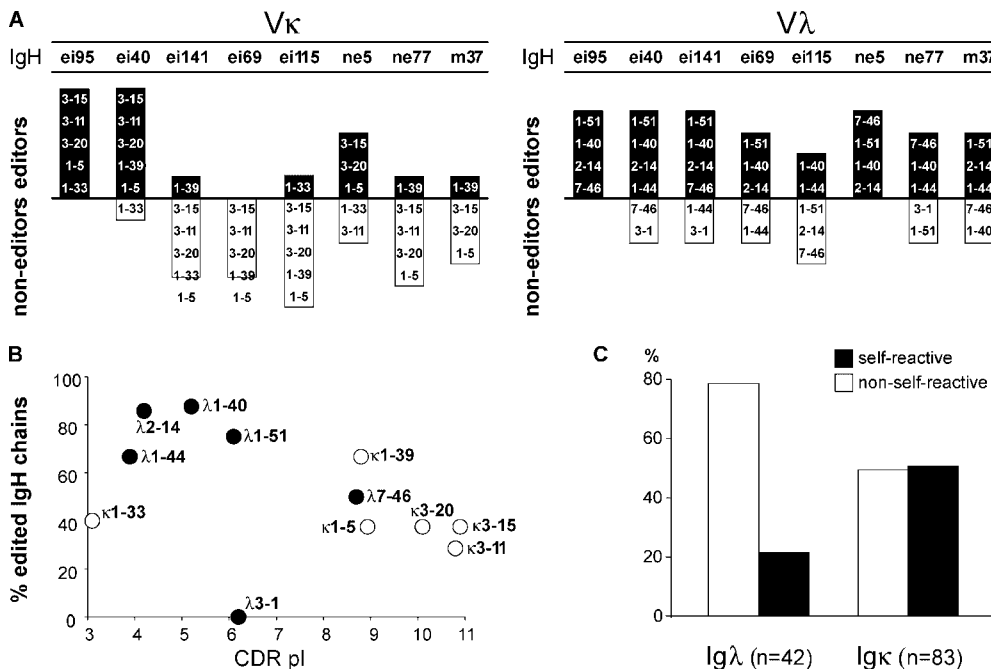 A
Vκ
Vλ
IgH ei95 ei40 ei141 ei69 ei115 ne5 ne77 m37
IgH ei95 ei40 ei141 ei69 ei115 ne5 ne77 m37
non-editors editors
3-15 3-15
3-11 3-11
3-20 3-20 3-15
1-5 1-39 3-20
1-33 1-5 1-39 1-33 1-5 1-39 1-39
1-33 3-15 3-15 3-15 1-33 3-15 3-15
3-11 3-11 3-11 3-11 3-11 3-20
3-20 3-20 3-20 3-20 1-5
1-33 1-39 1-39 1-5
1-5 1-5 1-5
non-editors editors
1-51 1-51 1-51 7-46
1-40 1-40 1-40 1-51 1-51 7-46 1-51
2-14 2-14 2-14 1-40 1-40 1-40 1-40 2-14
7-46 1-44 7-46 2-14 1-44 2-14 1-44 1-44
7-46 1-44 7-46 1-51 3-1 7-46
3-1 3-1 1-44 2-14 1-51 1-40
7-46
B
% edited IgH chains
100
80
60
40
20
0
λ1-40
λ2-14
λ1-51
λ1-44
κ1-39
λ7-46
κ3-20
κ1-33
κ1-5
κ3-15
κ3-11
λ3-1
3 4 5 6 7 8 9 10 11
CDR pI
C
%
self-reactive
non-self-reactive
80
60
40
20
0
Igλ (n=42) Igκ (n=83)